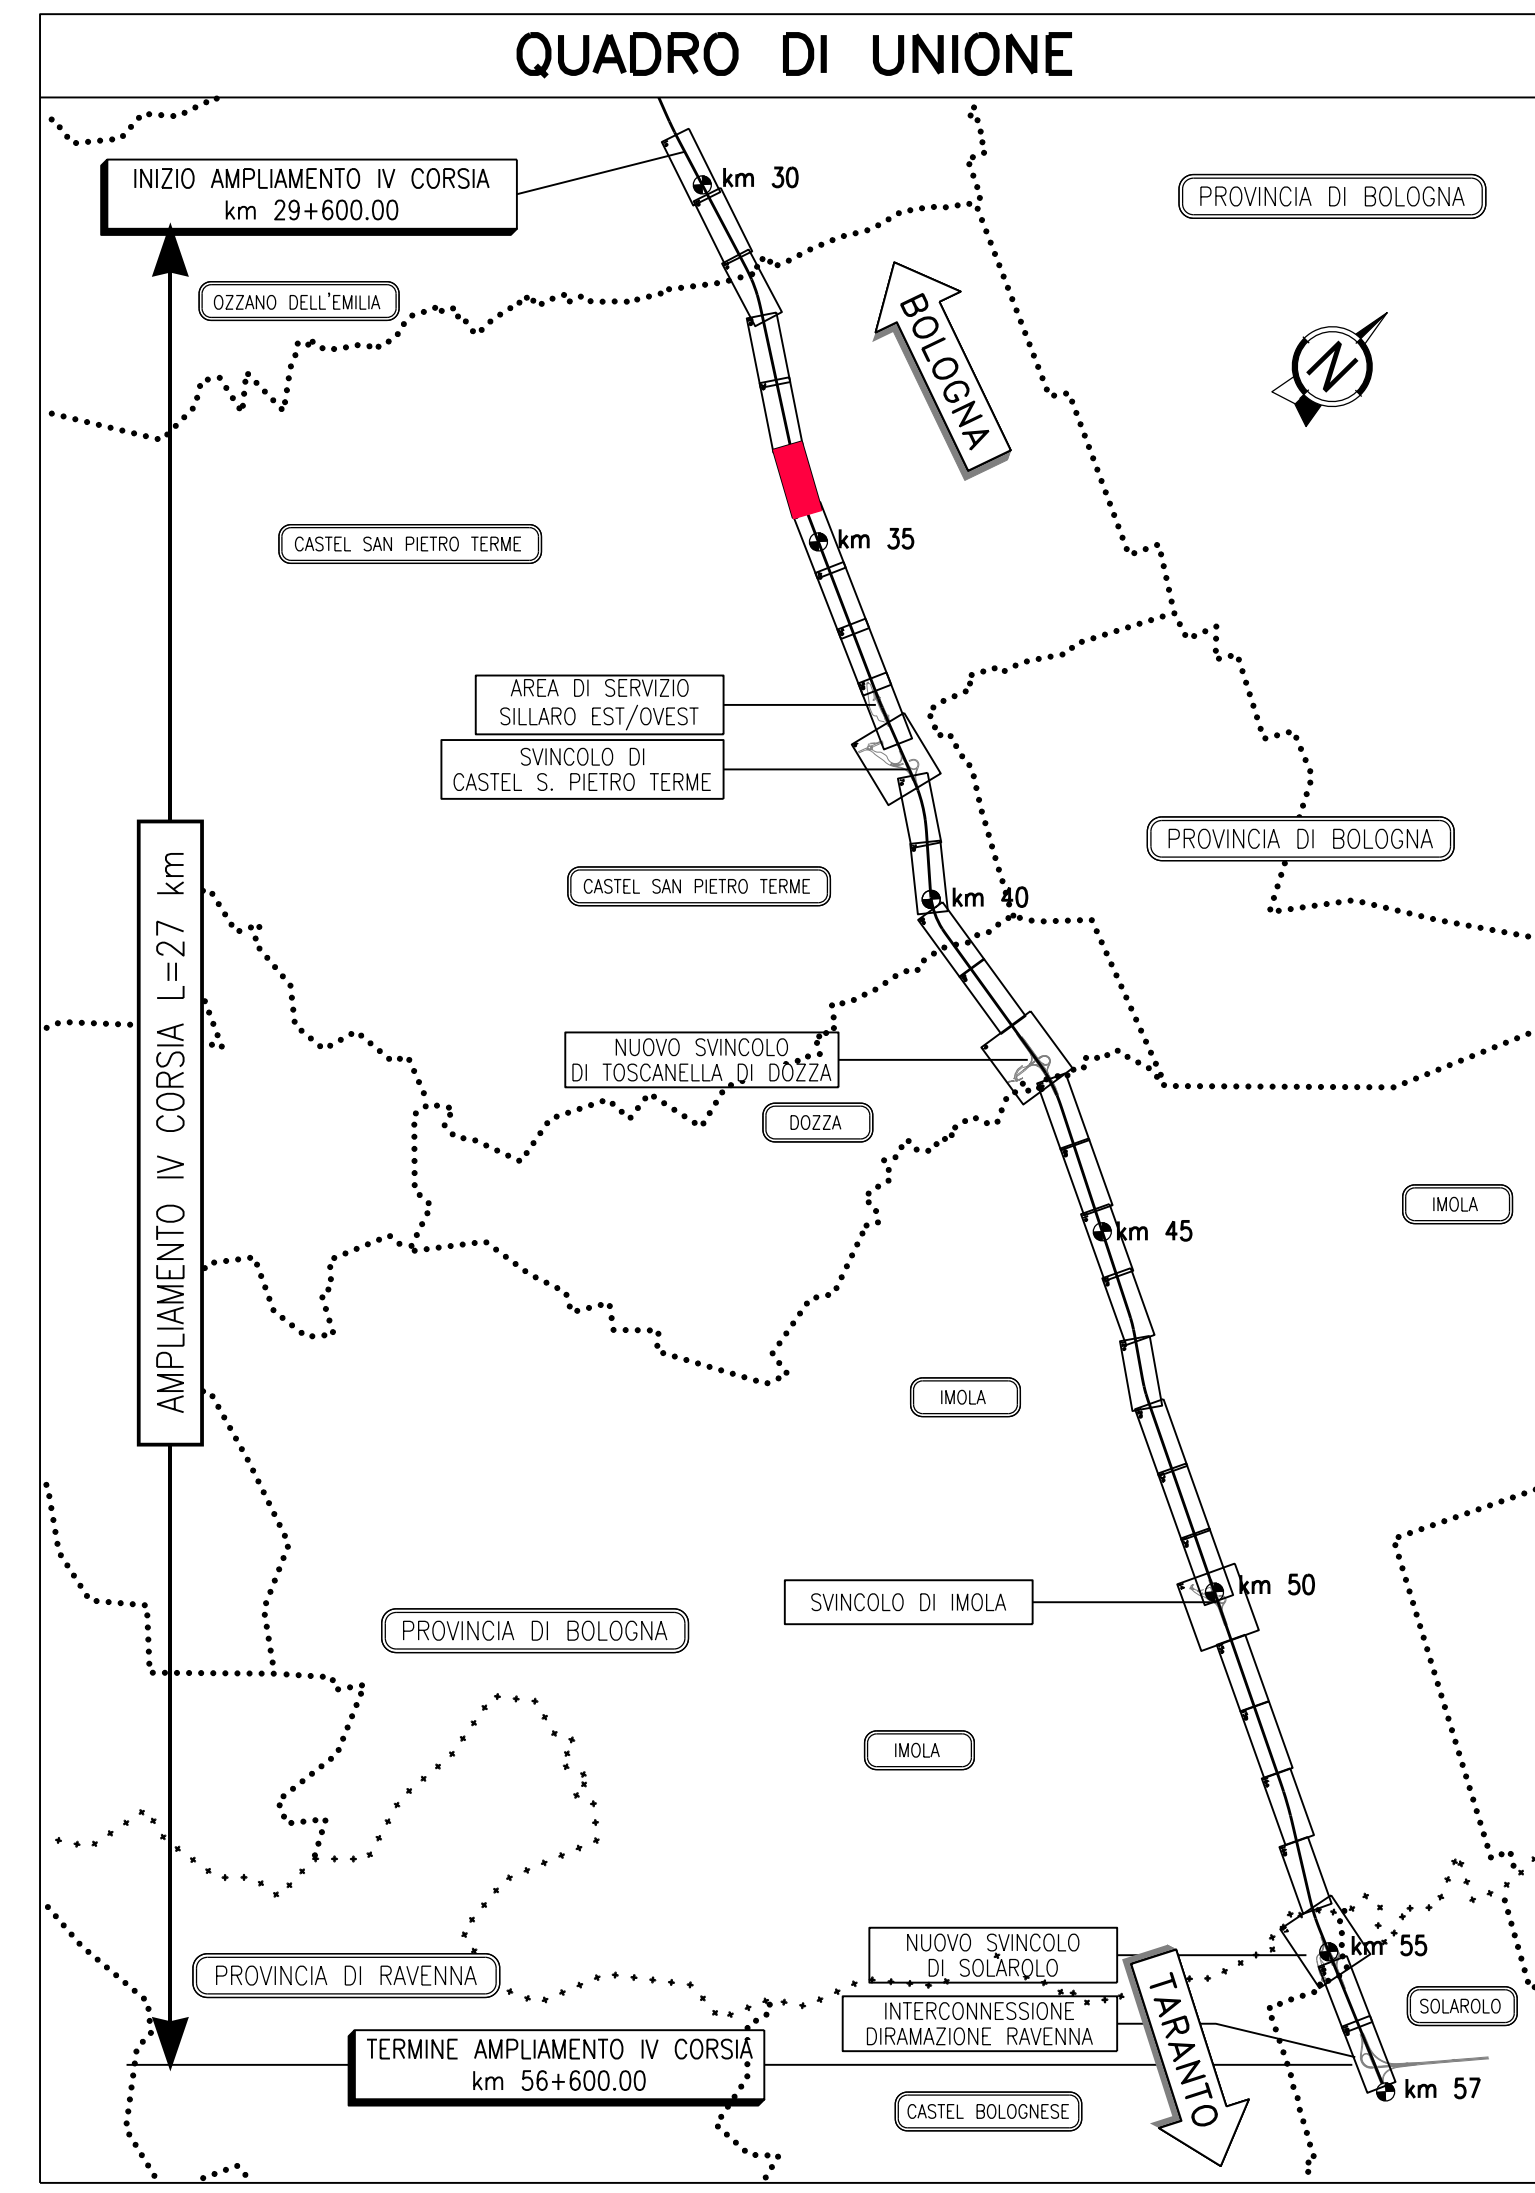 QUADRO DI UNIONE
INIZIO AMPLIAMENTO IV CORSIA
km 29+600.00
km 30
PROVINCIA DI BOLOGNA
OZZANO DELL'EMILIA
BOLOGNA
N
CASTEL SAN PIETRO TERME
km 35
AREA DI SERVIZIO
SILLARO EST/OVEST
SVINCOLO DI
CASTEL S. PIETRO TERME
PROVINCIA DI BOLOGNA
CASTEL SAN PIETRO TERME
km 40
AMPLIAMENTO IV CORSIA L=27 km
NUOVO SVINCOLO
DI TOSCANELLA DI DOZZA
DOZZA
IMOLA
km 45
IMOLA
km 50
SVINCOLO DI IMOLA
PROVINCIA DI BOLOGNA
IMOLA
NUOVO SVINCOLO
DI SOLAROLO
km 55
PROVINCIA DI RAVENNA
INTERCONNESSIONE
DIRAMAZIONE RAVENNA
SOLAROLO
TARANTO
TERMINE AMPLIAMENTO IV CORSIA
km 56+600.00
km 57
CASTEL BOLOGNESE